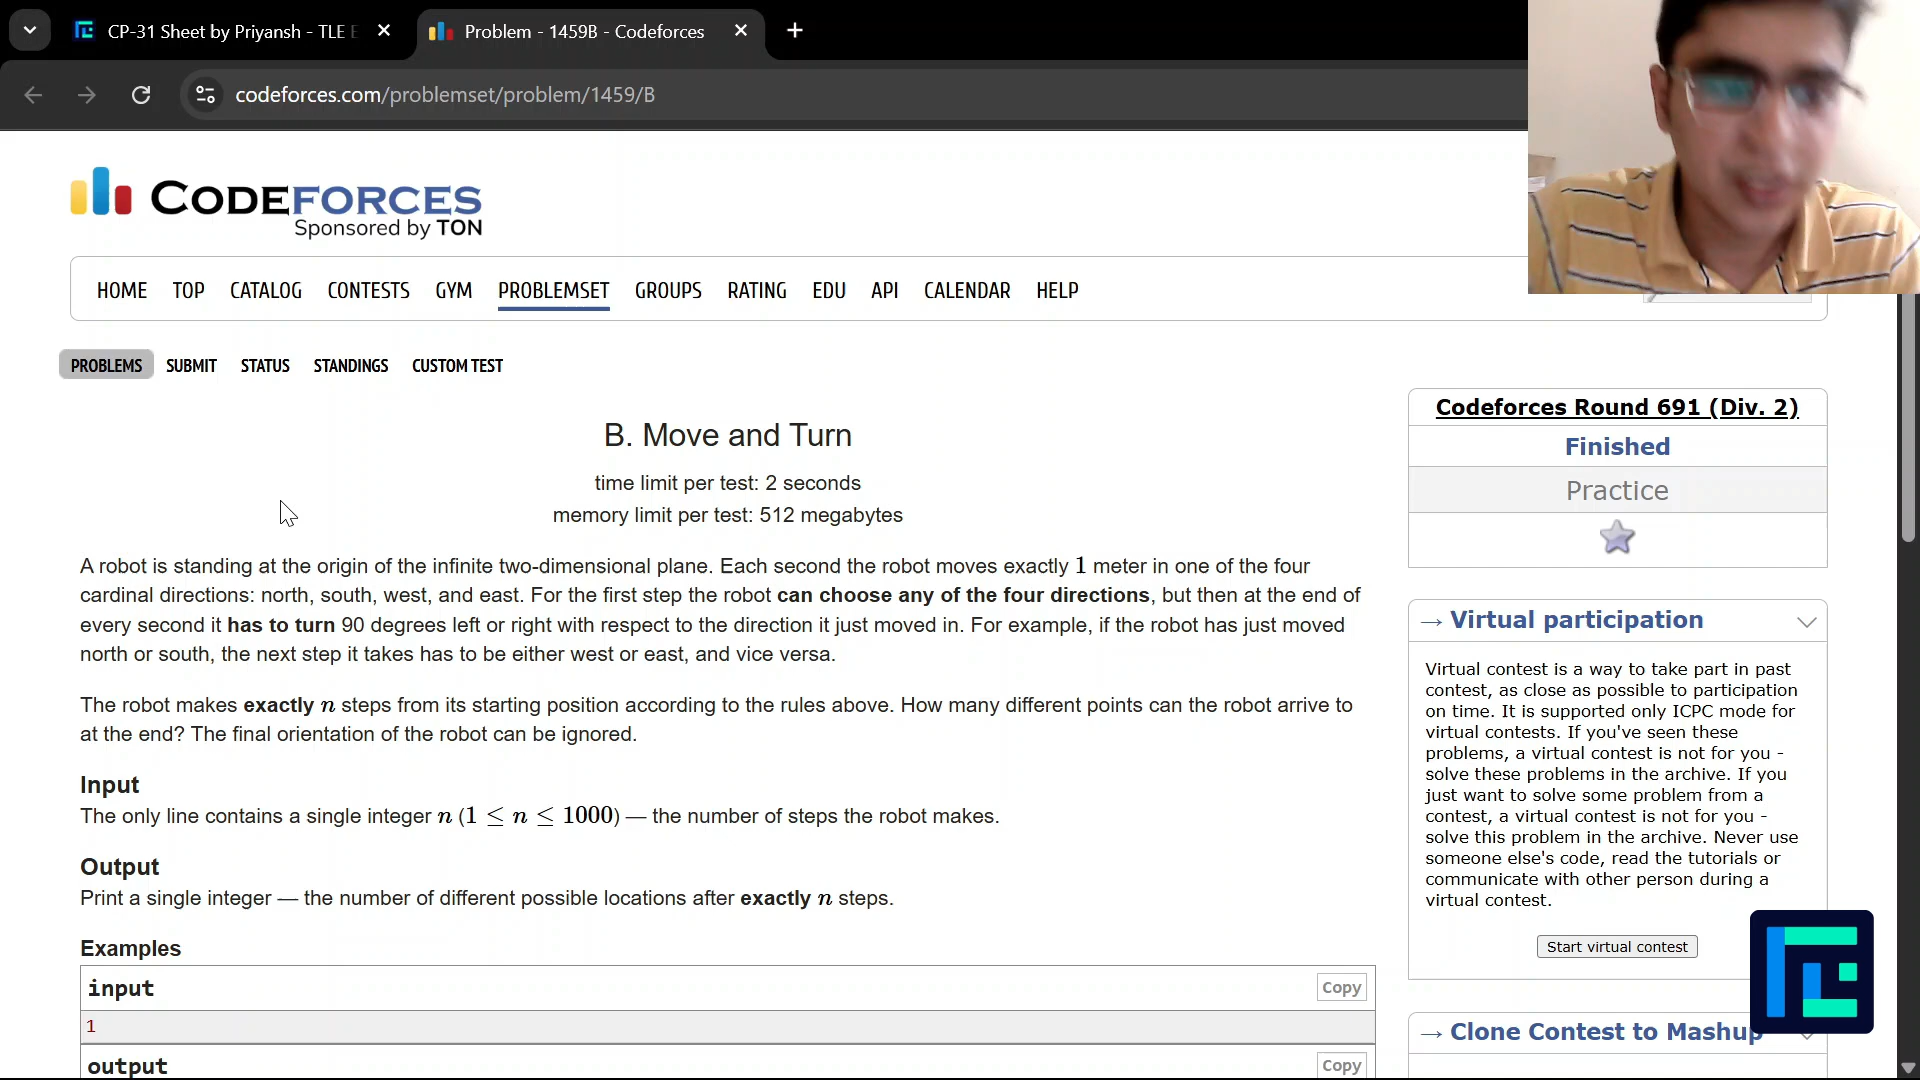 CP-31 Sheet by Priyansh - TLE E
Problem - 1459B - Codeforces
codeforces.com/problemset/problem/1459/B
CODEFORCES
Sponsored by TON
HOME TOP CATALOG CONTESTS GYM PROBLEMSET GROUPS RATING EDU API CALENDAR HELP
PROBLEMS SUBMIT STATUS STANDINGS CUSTOM TEST
B. Move and Turn
time limit per test: 2 seconds
memory limit per test: 512 megabytes
A robot is standing at the origin of the infinite two-dimensional plane. Each second the robot moves exactly 1 meter in one of the four
cardinal directions: north, south, west, and east. For the first step the robot can choose any of the four directions, but then at the end of
every second it has to turn 90 degrees left or right with respect to the direction it just moved in. For example, if the robot has just moved
north or south, the next step it takes has to be either west or east, and vice versa.
The robot makes exactly n steps from its starting position according to the rules above. How many different points can the robot arrive to
at the end? The final orientation of the robot can be ignored.
Input
The only line contains a single integer n (1 ≤ n ≤ 1000) — the number of steps the robot makes.
Output
Print a single integer — the number of different possible locations after exactly n steps.
Examples
input
Copy
1
output
Copy
Codeforces Round 691 (Div. 2)
Finished
Practice
→ Virtual participation
Virtual contest is a way to take part in past
contest, as close as possible to participation
on time. It is supported only ICPC mode for
virtual contests. If you've seen these
problems, a virtual contest is not for you -
solve these problems in the archive. If you
just want to solve some problem from a
contest, a virtual contest is not for you -
solve this problem in the archive. Never use
someone else's code, read the tutorials or
communicate with other person during a
virtual contest.
Start virtual contest
→ Clone Contest to Mashup